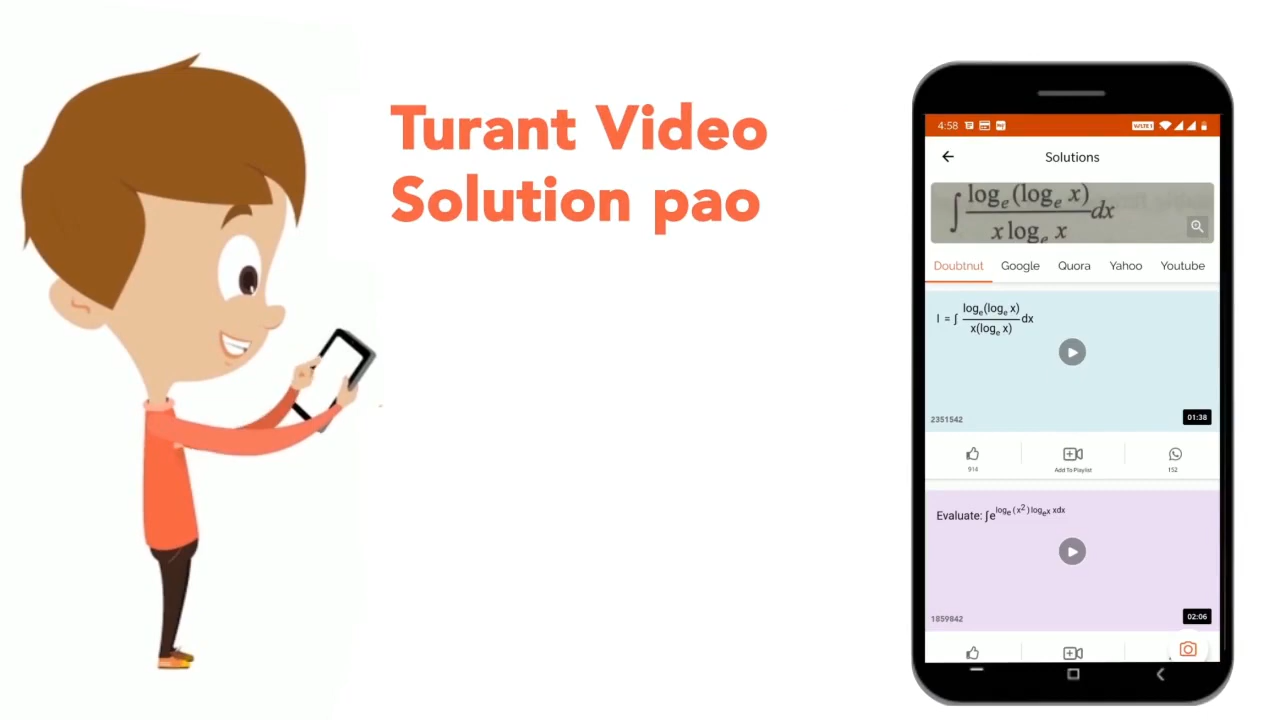 Turant Video
Solution pao
4:58
Solutions
∫ logₑ(logₑ x) / x logₑ x dx
Doubtnut Google Quora Yahoo Youtube
I = ∫ logₑ(logₑ x) / x(logₑ x) dx
2351542 01:38
914 Add To Playlist 152
Evaluate: ∫e^logₑ(x²)logₑx xdx
1859842 02:06